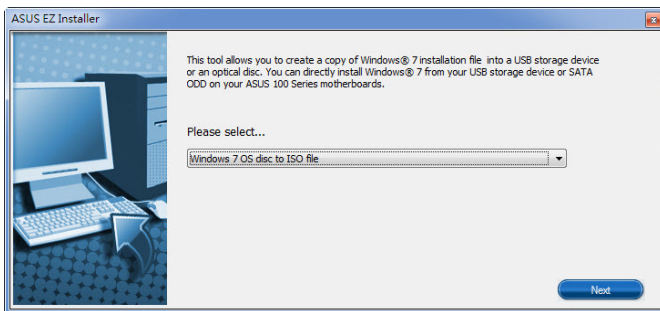 ASUS EZ Installer
This tool allows you to create a copy of Windows® 7 installation file into a USB storage device
or an optical disc. You can directly install Windows® 7 from your USB storage device or SATA
ODD on your ASUS 100 Series motherboards.
Please select...
Windows 7 OS disc to ISO file
Next